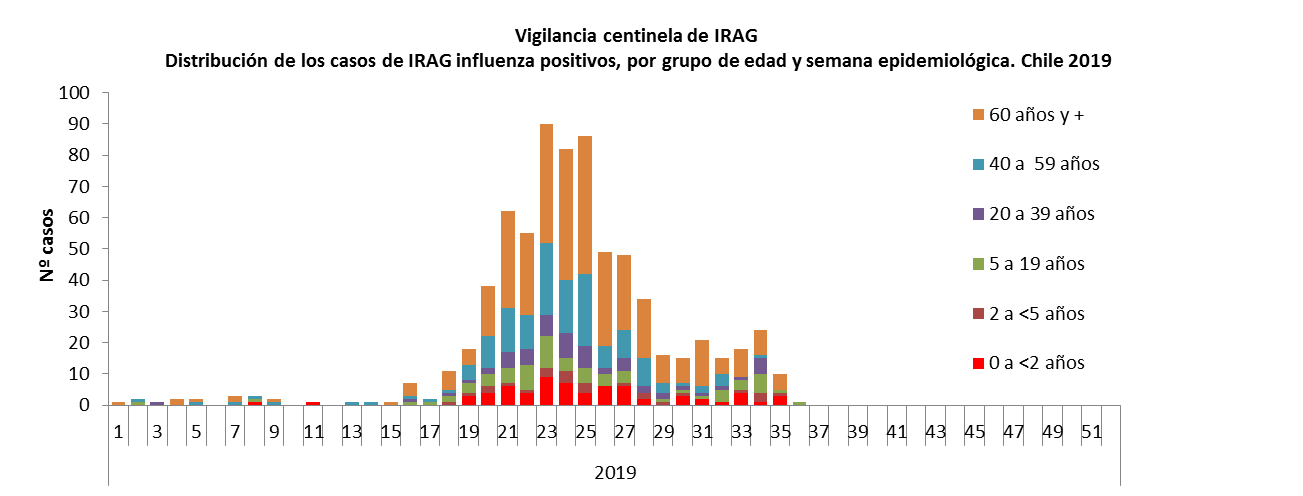 Vigilancia centinela de IRAG
Distribución de los casos de IRAG influenza positivos, por grupo de edad y semana epidemiológica. Chile 2019
Nº casos
100
90
80
70
60
50
40
30
20
10
0
60 años y +
40 a  59 años
20 a 39 años
5 a 19 años
2 a <5 años
0 a <2 años
1 3 5 7 9 11 13 15 17 19 21 23 25 27 29 31 33 35 37 39 41 43 45 47 49 51
2019